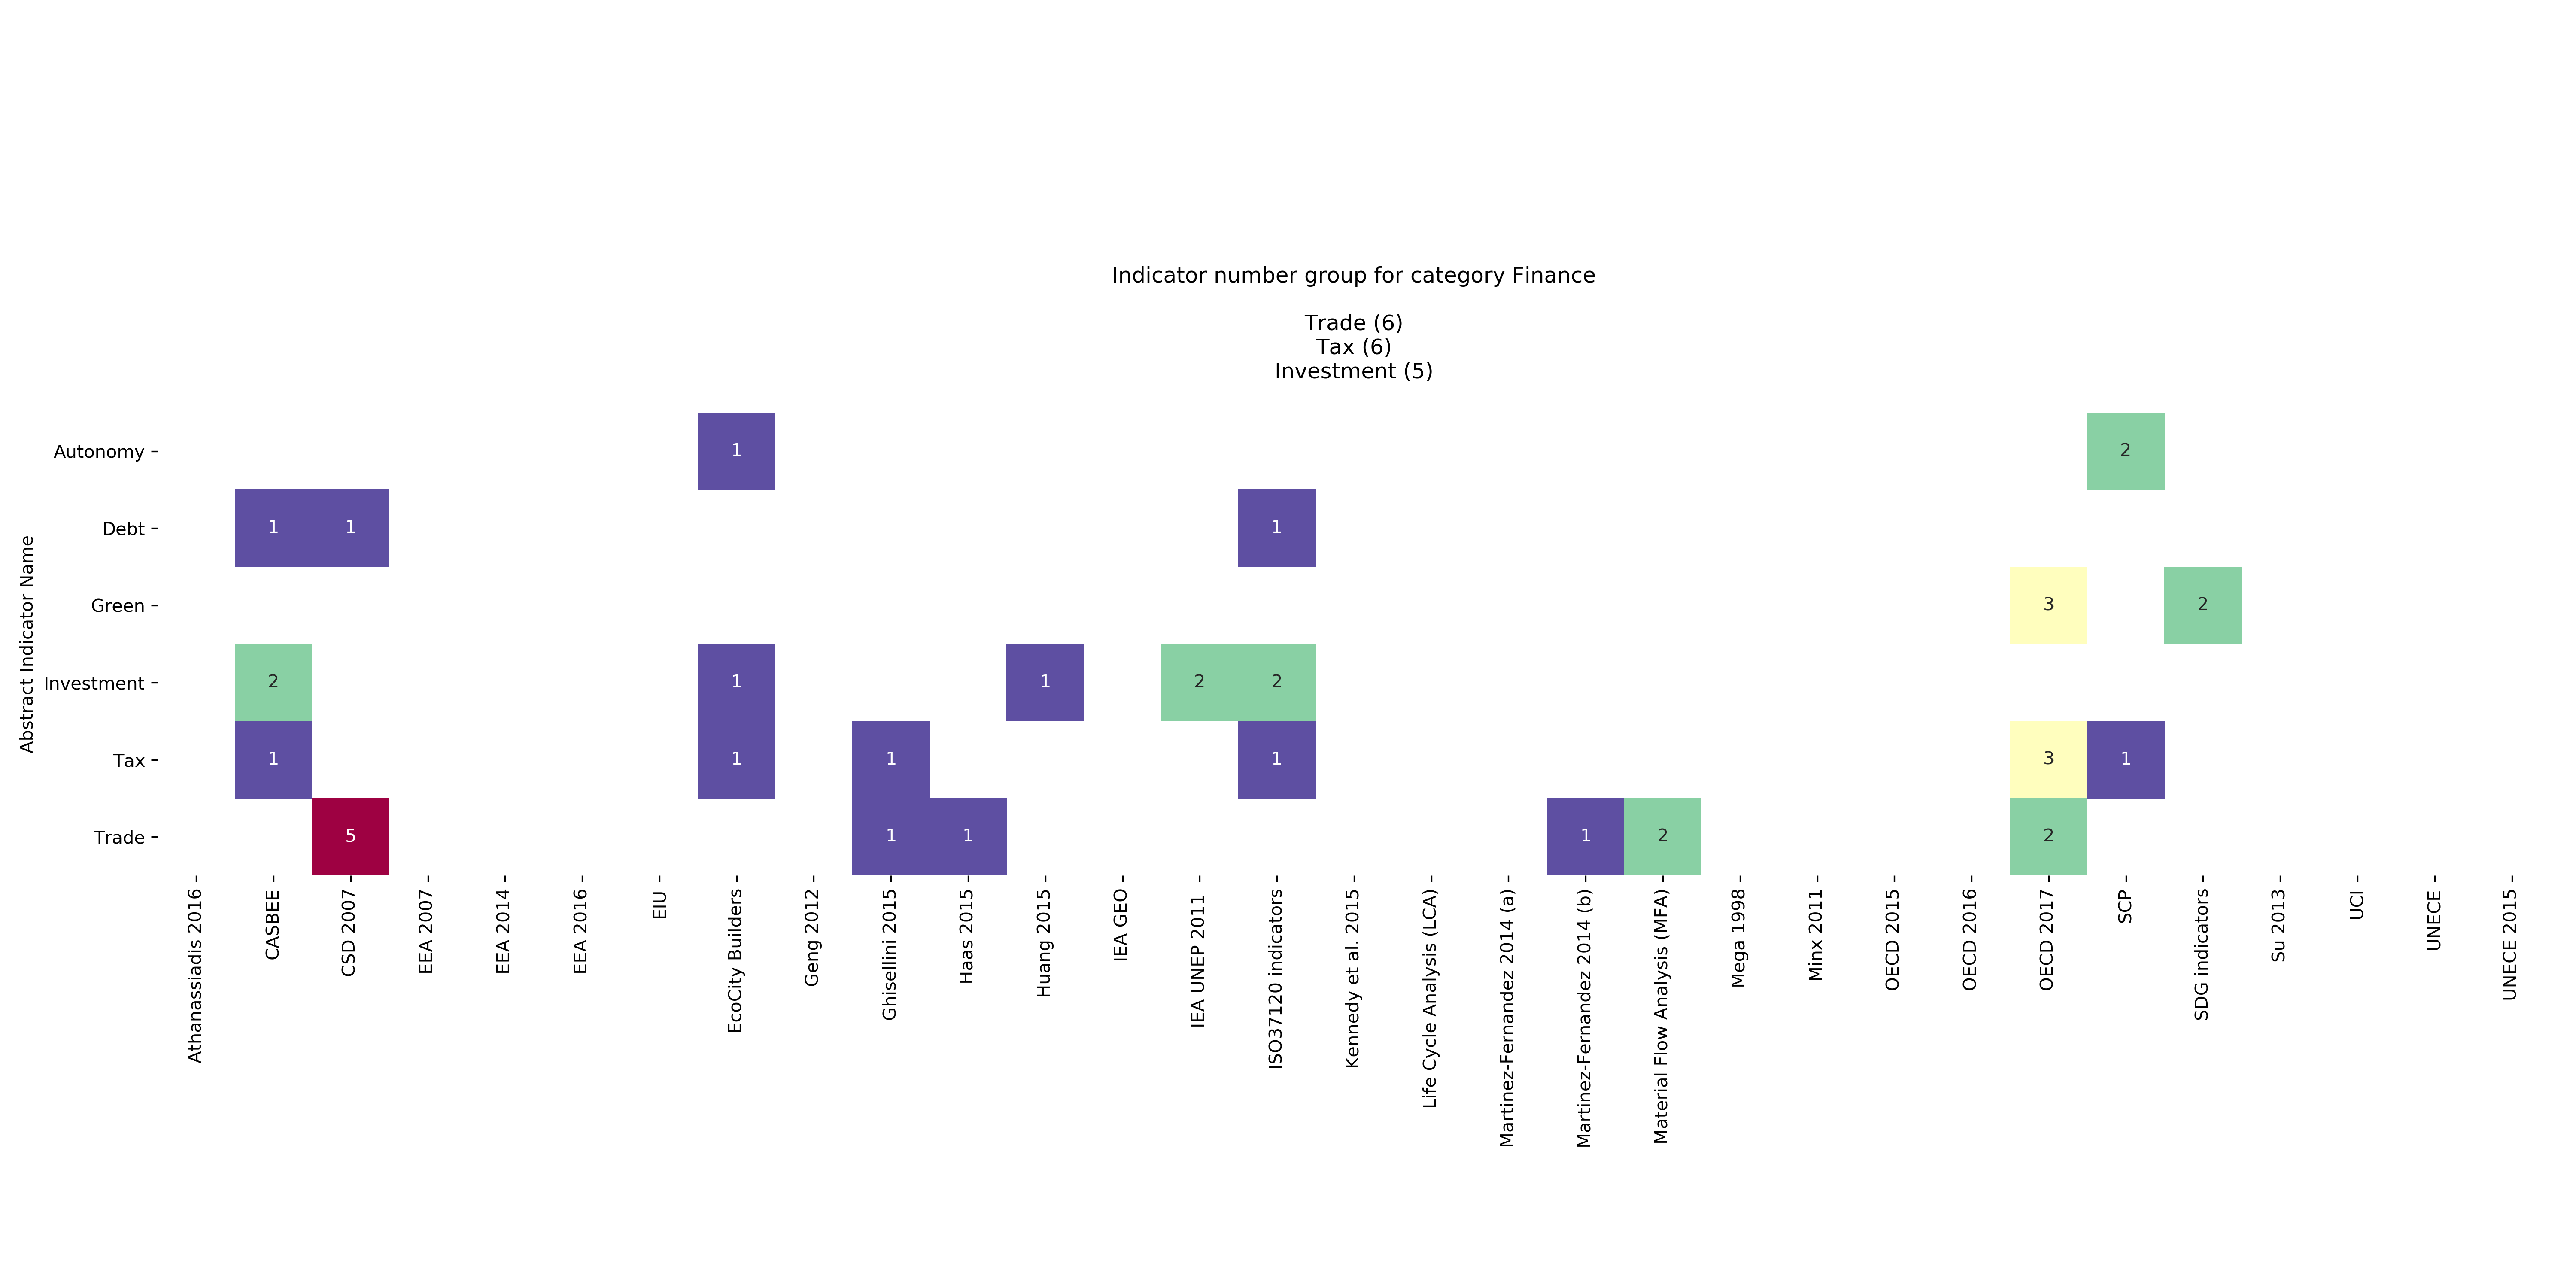 Indicator number group for category Finance
Trade (6)
Tax (6)
Investment (5)
Abstract Indicator Name
Autonomy 1 2
Debt 1 1 1
Green 3 2
Investment 2 1 1 2 2
Tax 1 1 1 1 3 1
Trade 5 1 1 1 2 2
Athanassiadis 2016
CASBEE
CSD 2007
EEA 2007
EEA 2014
EEA 2016
EIU
EcoCity Builders
Geng 2012
Ghisellini 2015
Haas 2015
Huang 2015
IEA GEO
IEA UNEP 2011
ISO37120 indicators
Kennedy et al. 2015
Life Cycle Analysis (LCA)
Martinez-Fernandez 2014 (a)
Martinez-Fernandez 2014 (b)
Material Flow Analysis (MFA)
Mega 1998
Minx 2011
OECD 2015
OECD 2016
OECD 2017
SCP
SDG indicators
Su 2013
UCI
UNECE
UNECE 2015